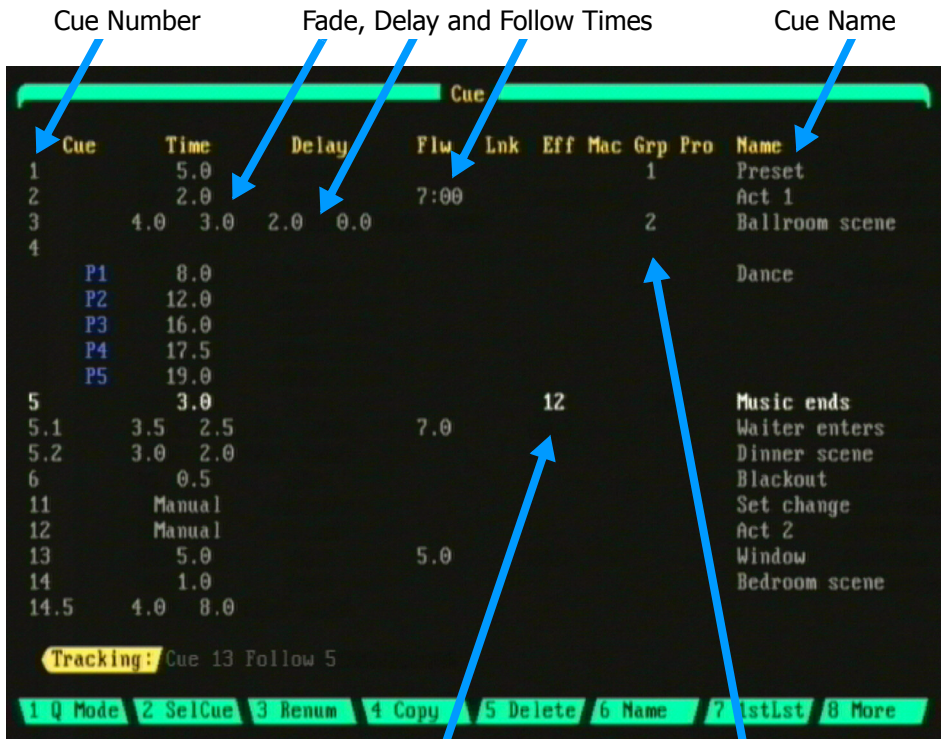 Cue Number Fade, Delay and Follow Times Cue Name
Cue
Cue Time Delay Flw Lnk Eff Mac Grp Pro Name
1 5.0 1 Preset
2 2.0 7:00 Act 1
3 4.0 3.0 2.0 0.0 2 Ballroom scene
4
P1 8.0 Dance
P2 12.0
P3 16.0
P4 17.5
P5 19.0
5 3.0 12 Music ends
5.1 3.5 2.5 7.0 Waiter enters
5.2 3.0 2.0 Dinner scene
6 0.5 Blackout
11 Manual Set change
12 Manual Act 2
13 5.0 5.0 Window
14 1.0 Bedroom scene
14.5 4.0 8.0
Tracking: Cue 13 Follow 5
1 Q Mode 2 SelCue 3 Renum 4 Copy 5 Delete 6 Name 7 1stLst 8 More